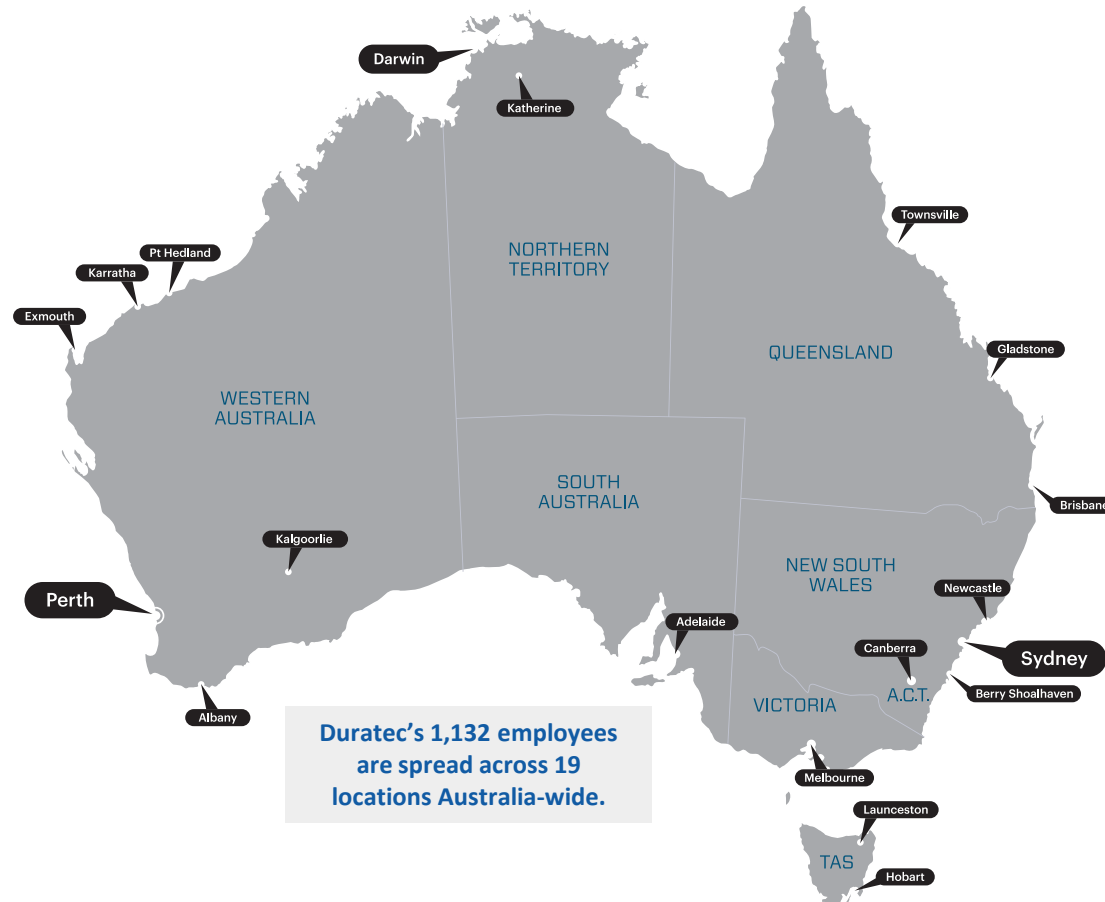 Darwin
Katherine
Townsville
Pt Hedland
Karratha
Exmouth
NORTHERN
TERRITORY
Gladstone
QUEENSLAND
WESTERN
AUSTRALIA
SOUTH
AUSTRALIA
Brisbane
Kalgoorlie
NEW SOUTH
WALES
Newcastle
Perth
Adelaide
Canberra
Sydney
A.C.T.
Berry Shoalhaven
VICTORIA
Albany
Duratec’s 1,132 employees
are spread across 19
locations Australia-wide.
Melbourne
Launceston
TAS
Hobart